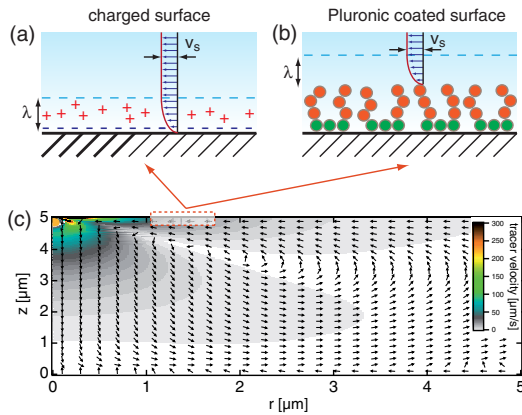 charged surface
Pluronic coated surface
(a)
(b)
v_s
v_s
λ
λ
+ + + + + + + + + + +
(c)
5
4
3
2
1
0
z [µm]
0 1 2 3 4 5
r [µm]
300
250
200
150
100
50
0
tracer velocity[µm/s]